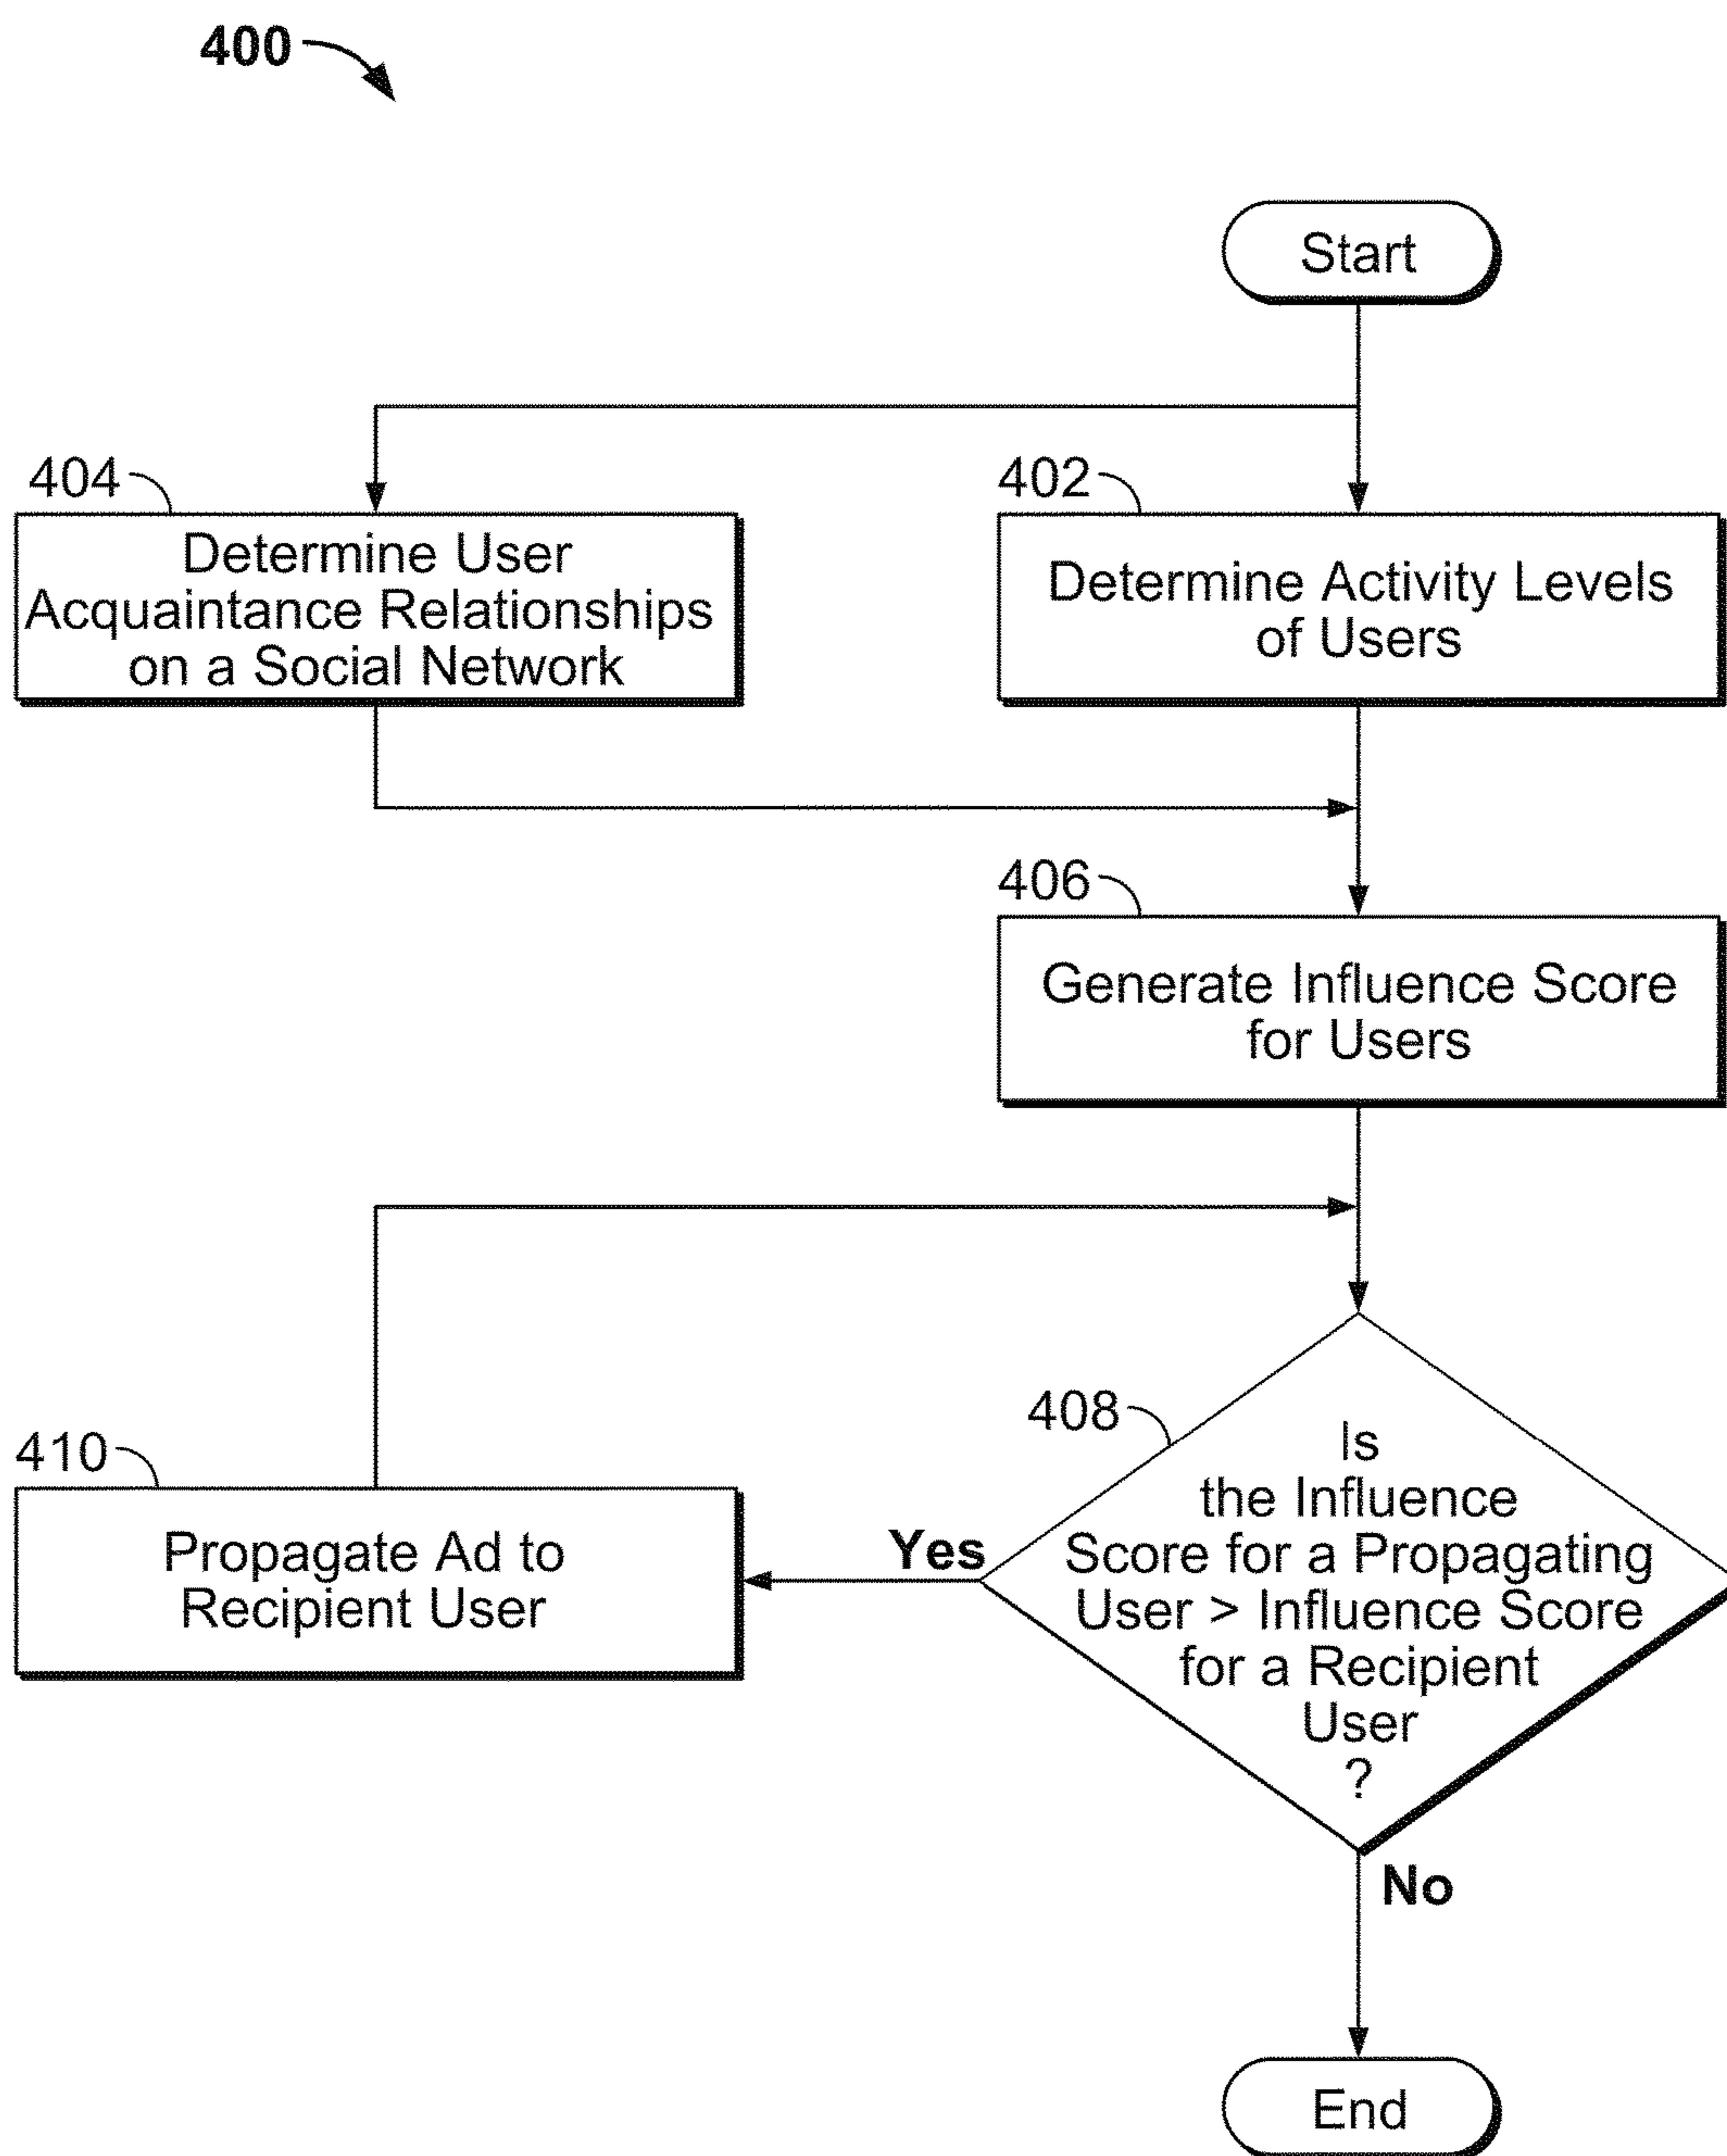 400
Start
404
Determine User
Acquaintance Relationships
on a Social Network
402
Determine Activity Levels
of Users
406
Generate Influence Score
for Users
408
Is
the Influence
Score for a Propagating
User > Influence Score
for a Recipient
User
?
Yes
410
Propagate Ad to
Recipient User
No
End